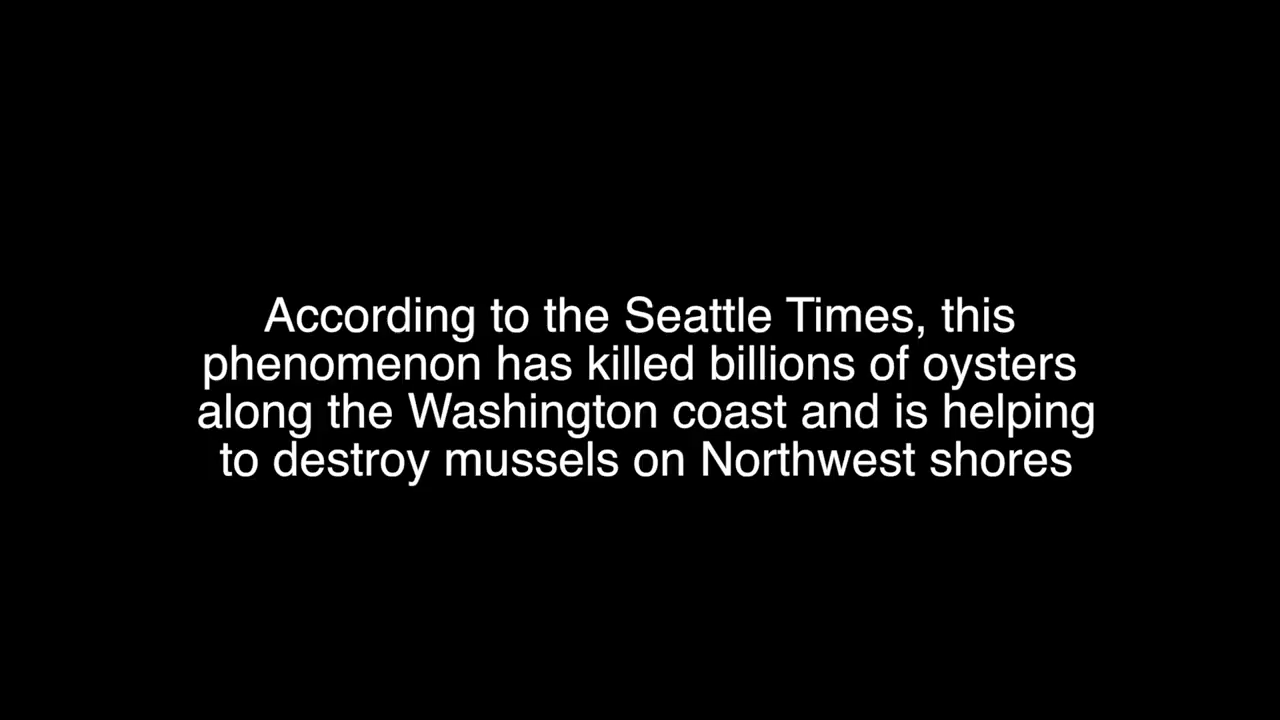 According to the Seattle Times, this
phenomenon has killed billions of oysters
along the Washington coast and is helping
to destroy mussels on Northwest shores